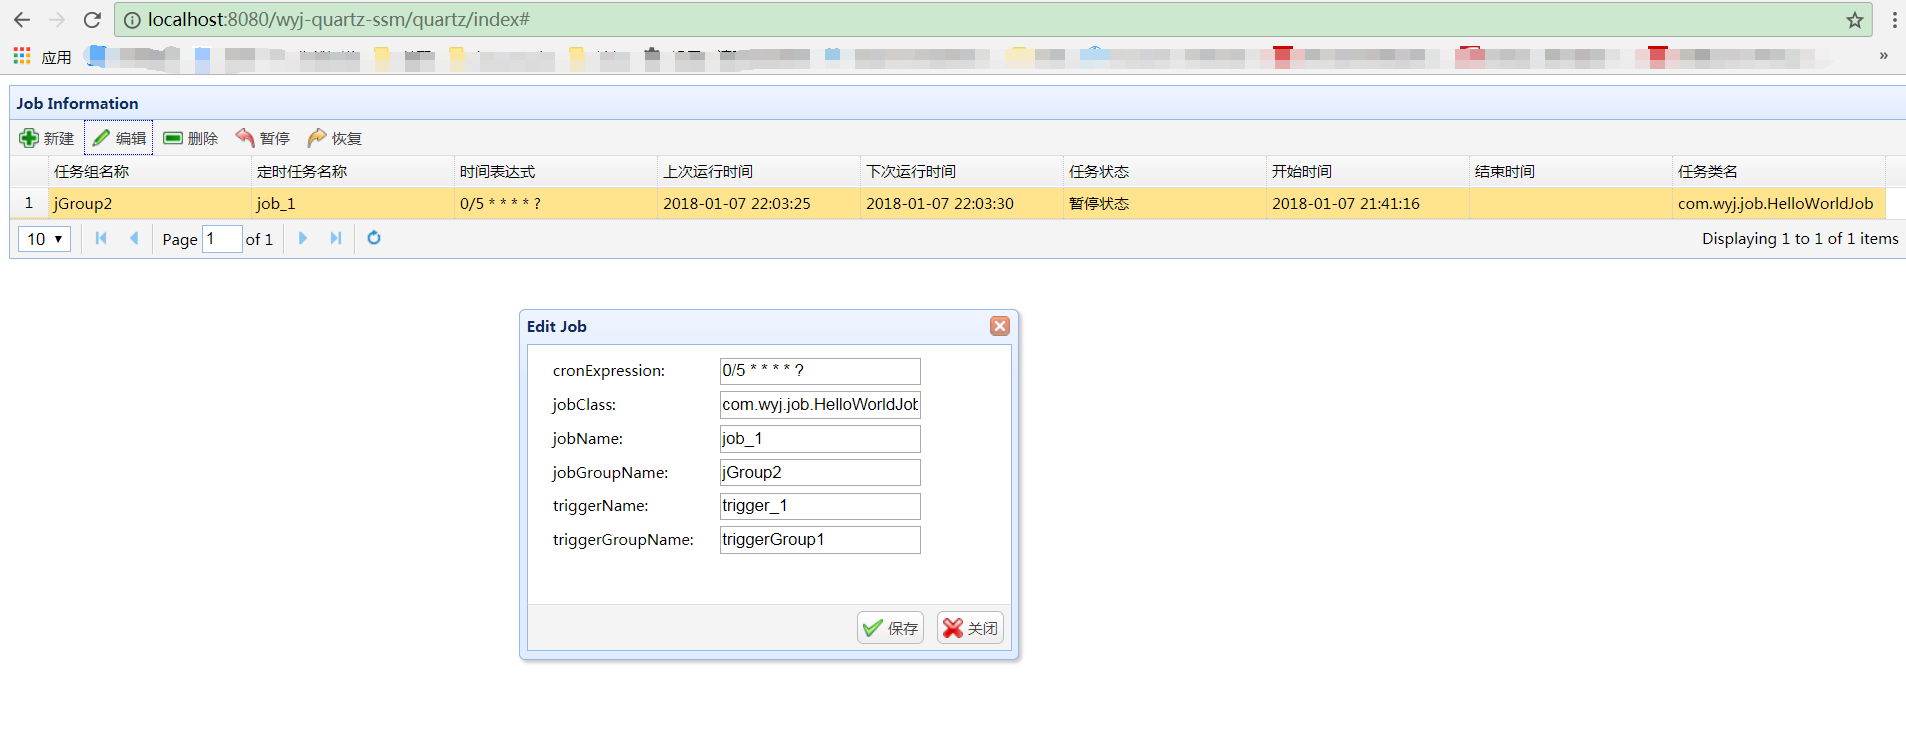 localhost:8080/wyj-quartz-ssm/quartz/index#
应用 »
Job Information
新建 编辑 删除 暂停 恢复
任务组名称 定时任务名称 时间表达式 上次运行时间 下次运行时间 任务状态 开始时间 结束时间 任务类名
1 jGroup2 job_1 0/5 * * * * ? 2018-01-07 22:03:25 2018-01-07 22:03:30 暂停状态 2018-01-07 21:41:16 com.wyj.job.HelloWorldJob
10 Page 1 of 1 Displaying 1 to 1 of 1 items
Edit Job
cronExpression: 0/5 * * * * ?
jobClass: com.wyj.job.HelloWorldJob
jobName: job_1
jobGroupName: jGroup2
triggerName: trigger_1
triggerGroupName: triggerGroup1
保存 关闭